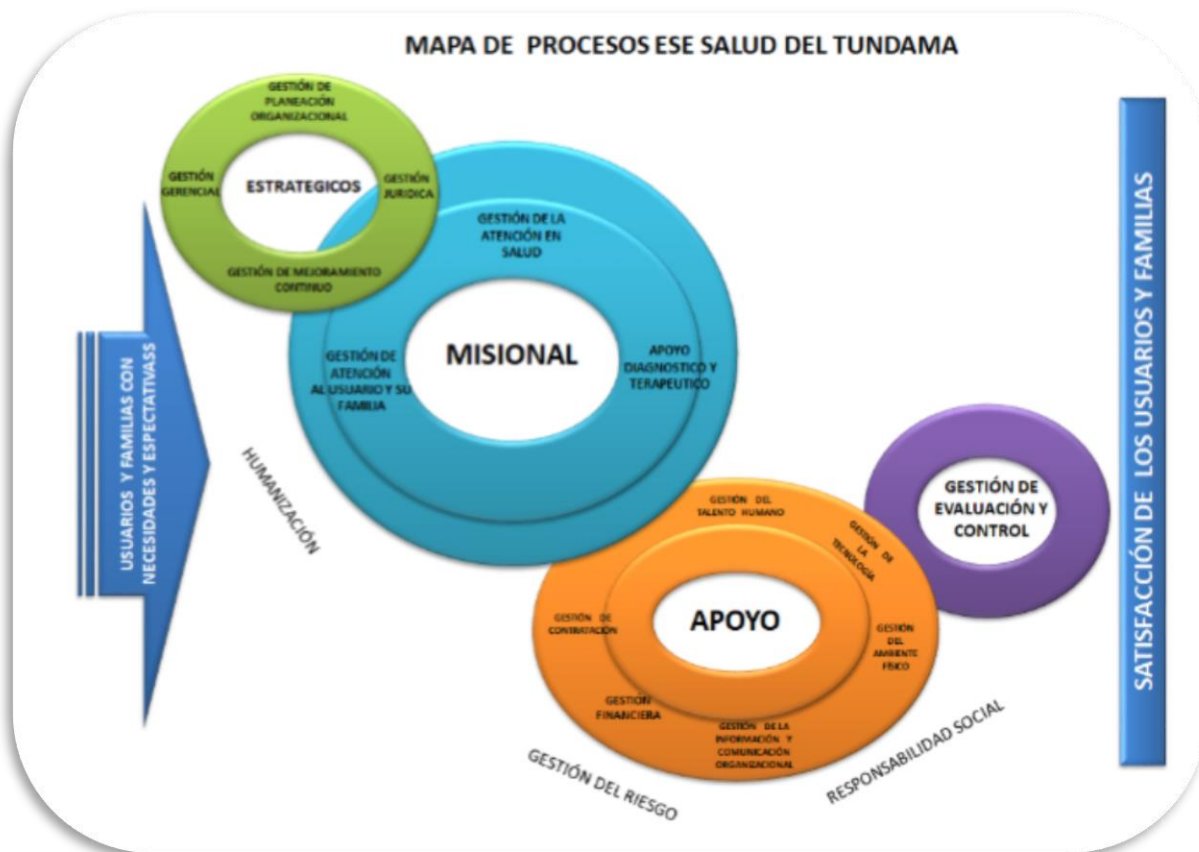 MAPA DE PROCESOS ESE SALUD DEL TUNDAMA
GESTIÓN DE
PLANEACIÓN
ORGANIZACIONAL
GESTIÓN
GERENCIAL
ESTRATEGICOS
GESTIÓN
JURIDICA
GESTIÓN DE MEJORAMIENTO
CONTINUO
USUARIOS Y FAMILIAS CON
NECESIDADES Y ESPECTATIVASS
GESTIÓN DE LA
ATENCIÓN EN
SALUD
MISIONAL
GESTIÓN DE
ATENCIÓN
AL USUARIO Y SU
FAMILIA
APOYO
DIAGNOSTICO Y
TERAPEUTICO
HUMANIZACIÓN
GESTIÓN DEL
TALENTO HUMANO
GESTIÓN DE
LA
TECNOLOGÍA
GESTIÓN DE
CONTRATACIÓN
APOYO
GESTIÓN
DEL
AMBIENTE
FÍSICO
GESTIÓN
FINANCIERA
GESTIÓN DE LA
INFORMACIÓN Y
COMUNICACIÓN
ORGANIZACIONAL
GESTIÓN DE
EVALUACIÓN Y
CONTROL
GESTIÓN DEL RIESGO
RESPONSABILIDAD SOCIAL
SATISFACCIÓN DE LOS USUARIOS Y FAMILIAS